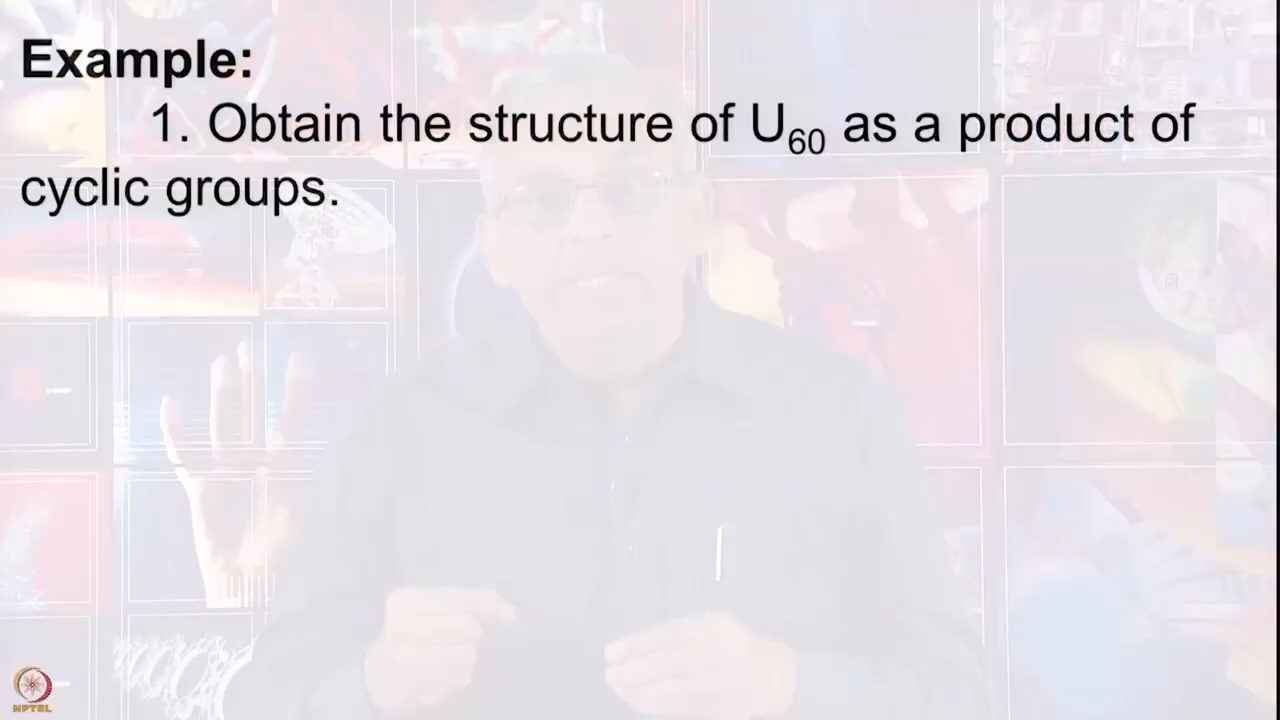 Example:
1. Obtain the structure of U₆₀ as a product of
cyclic groups.
NPTEL